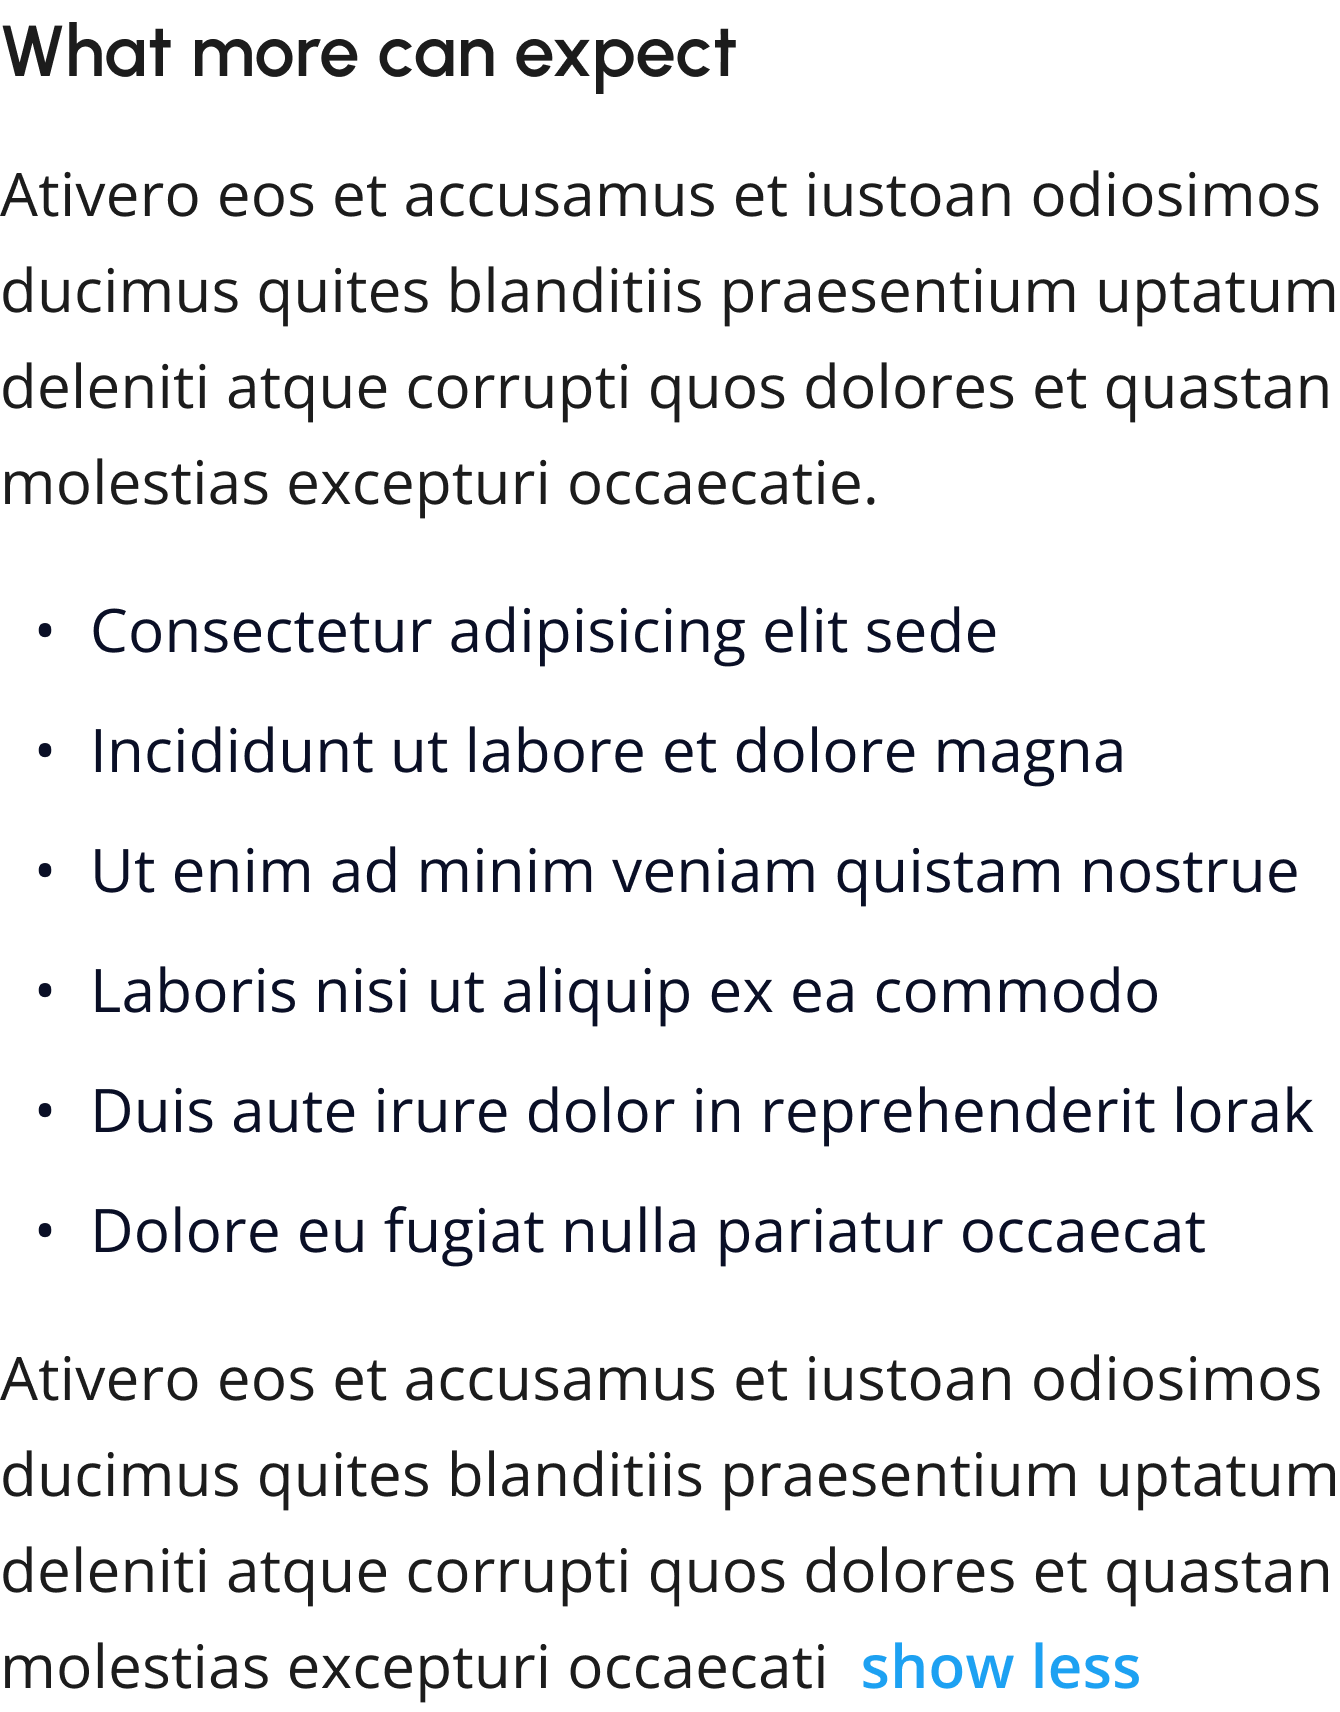 What more can expect
Ativero eos et accusamus et iustoan odiosimos
ducimus quites blanditiis praesentium uptatum
deleniti atque corrupti quos dolores et quastan
molestias excepturi occaecatie.
• Consectetur adipisicing elit sede
• Incididunt ut labore et dolore magna
• Ut enim ad minim veniam quistam nostrue
• Laboris nisi ut aliquip ex ea commodo
• Duis aute irure dolor in reprehenderit lorak
• Dolore eu fugiat nulla pariatur occaecat
Ativero eos et accusamus et iustoan odiosimos
ducimus quites blanditiis praesentium uptatum
deleniti atque corrupti quos dolores et quastan
molestias excepturi occaecati show less